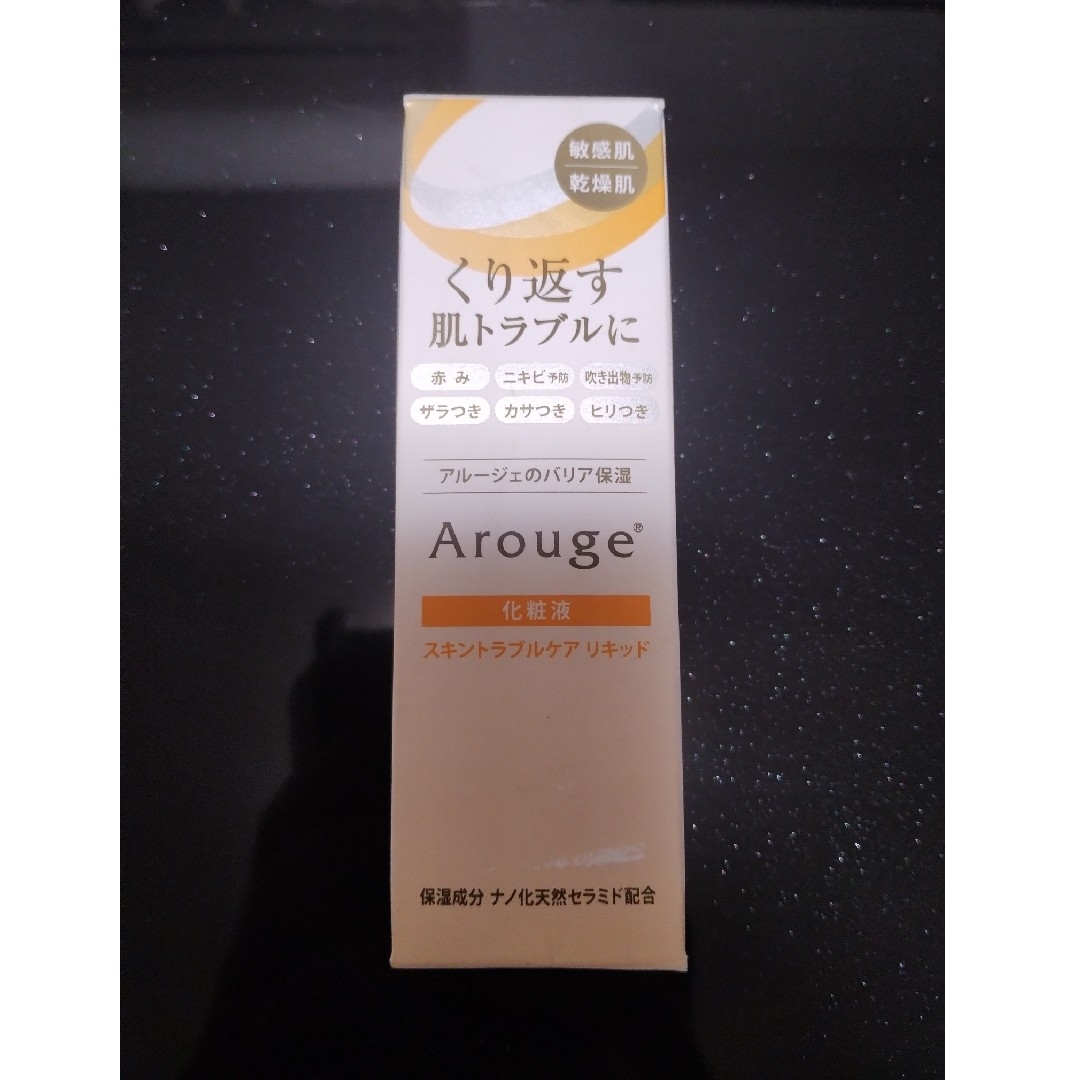 敏感肌
乾燥肌
くり返す
肌トラブルに
赤み ニキビ予防 吹き出物予防
ザラつき カサつき ヒリつき
アルージェのバリア保湿
Arouge®
化粧液
スキントラブルケア リキッド
保湿成分 ナノ化天然セラミド配合